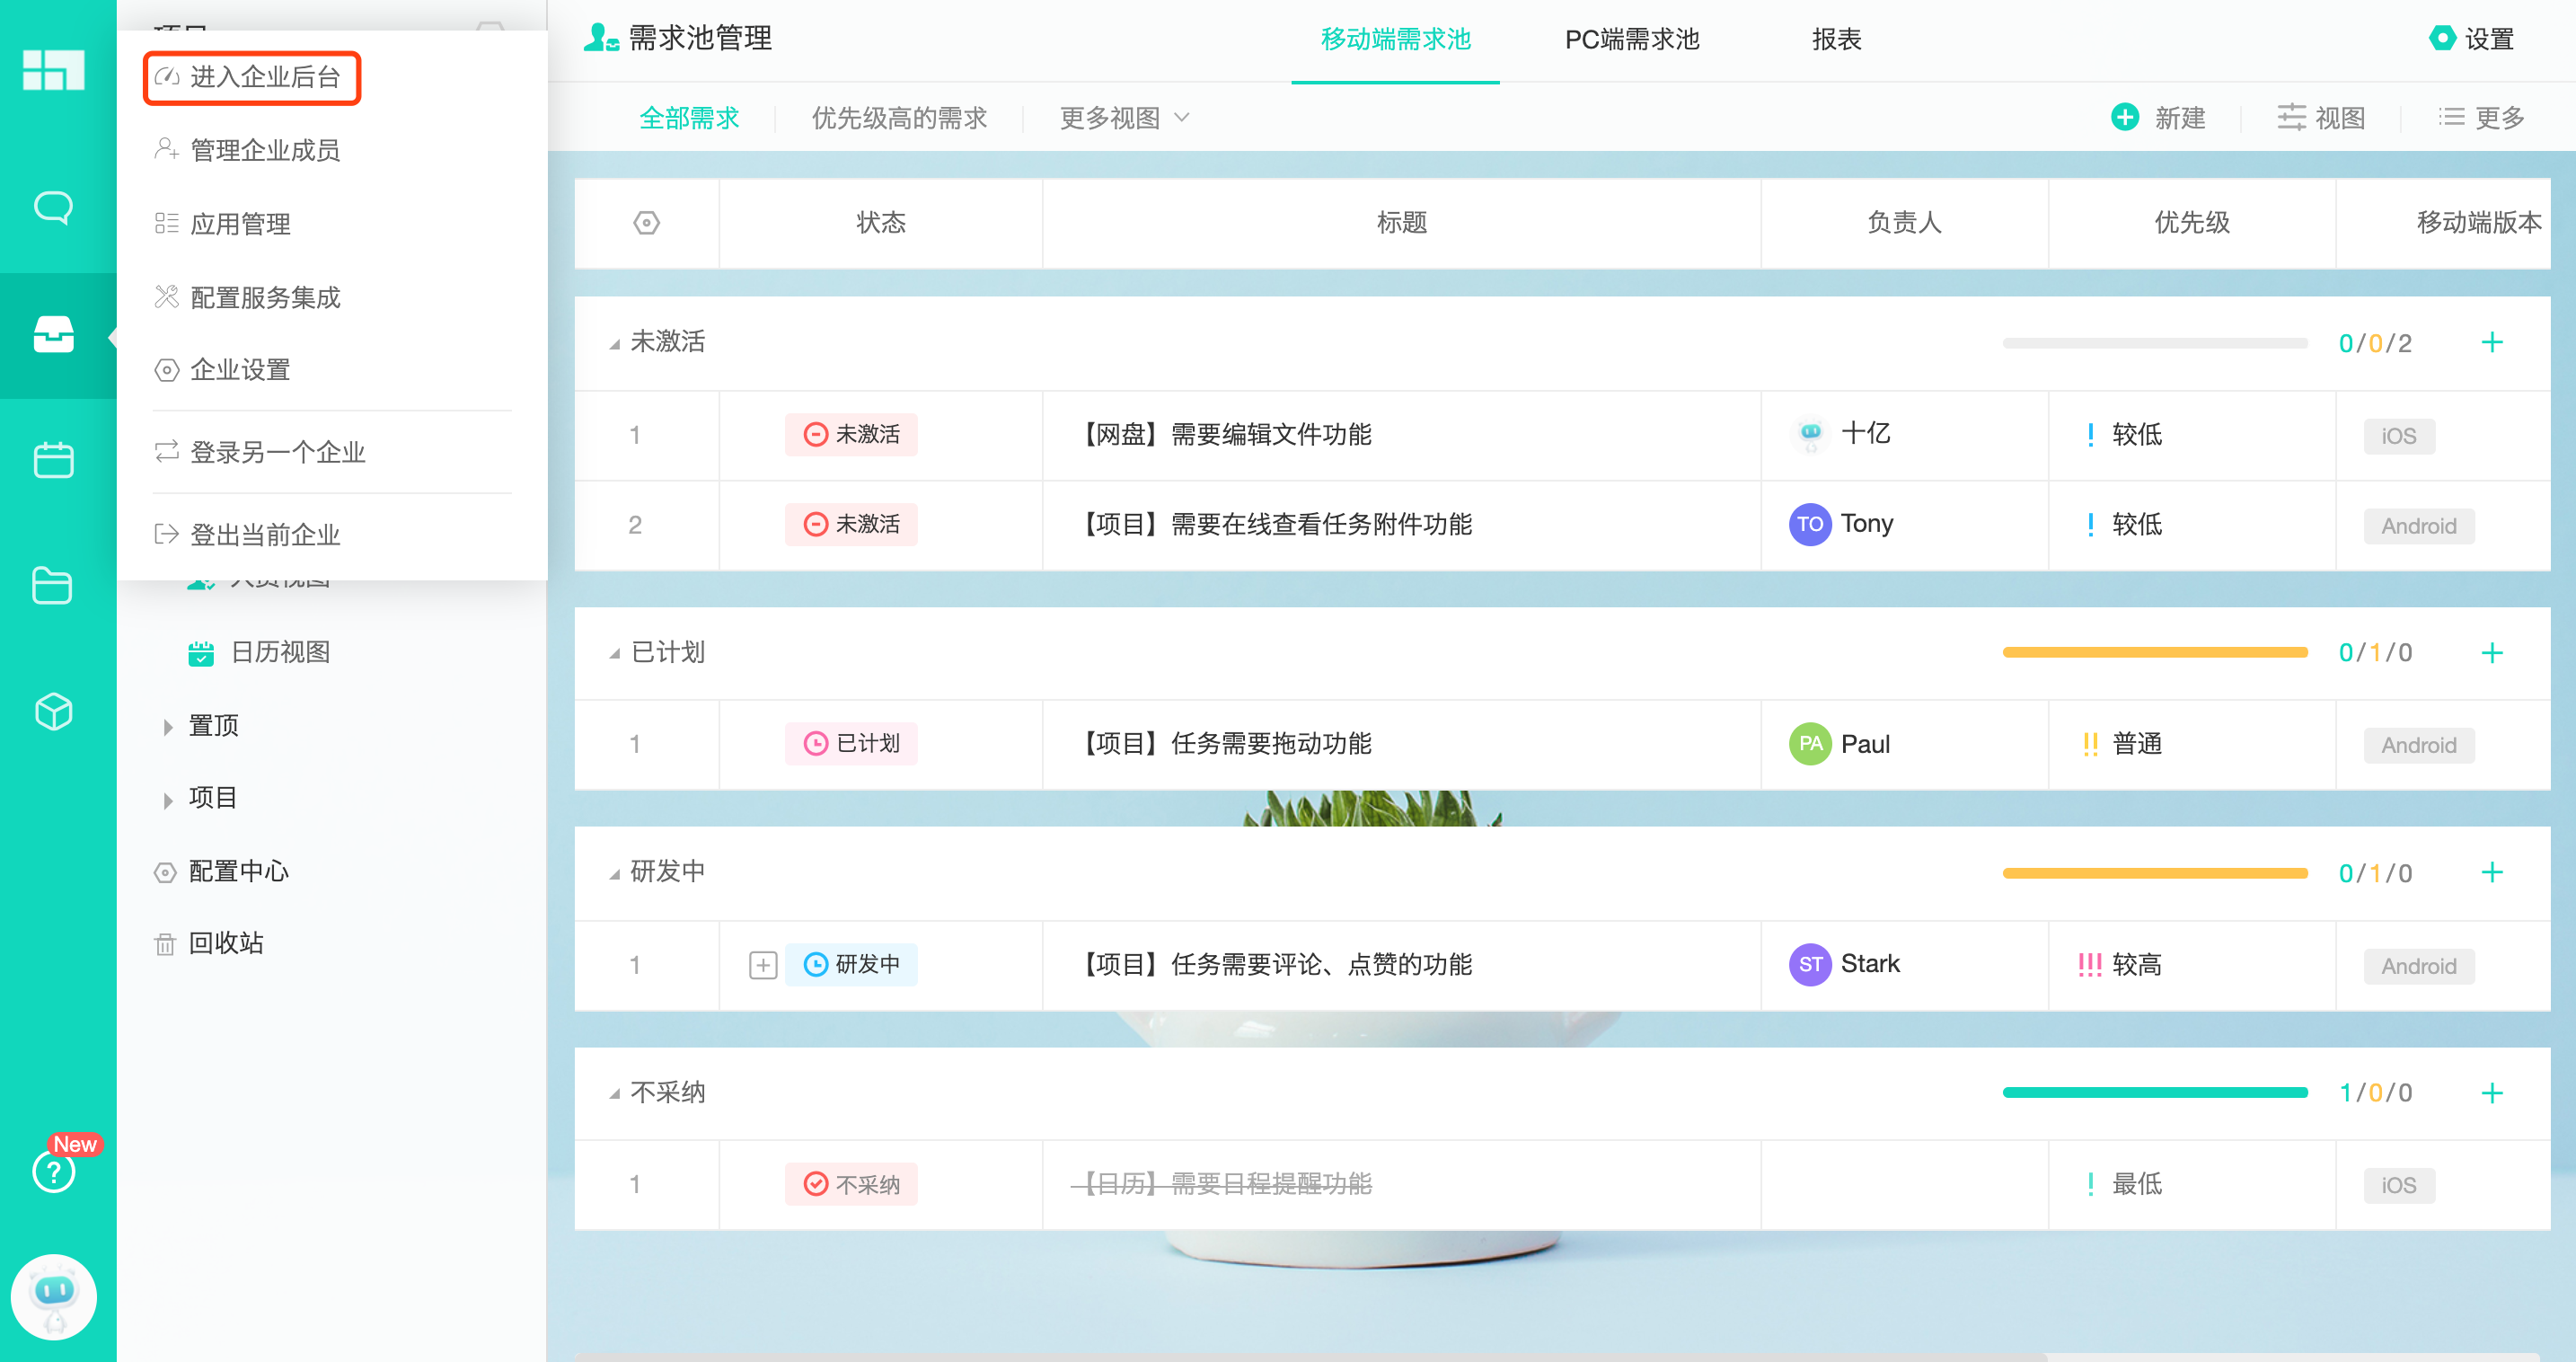 项目
进入企业后台
管理企业成员
应用管理
配置服务集成
企业设置
登录另一个企业
登出当前企业
日历视图
置顶
项目
配置中心
回收站
New
需求池管理
移动端需求池
PC端需求池
报表
设置
全部需求
优先级高的需求
更多视图
新建
视图
更多
状态 标题 负责人 优先级 移动端版本
未激活 0/0/2
1 未激活 【网盘】需要编辑文件功能 十亿 较低 iOS
2 未激活 【项目】需要在线查看任务附件功能 TO Tony 较低 Android
已计划 0/1/0
1 已计划 【项目】任务需要拖动功能 PA Paul 普通 Android
研发中 0/1/0
1 研发中 【项目】任务需要评论、点赞的功能 ST Stark 较高 Android
不采纳 1/0/0
1 不采纳 【日历】需要日程提醒功能 最低 iOS